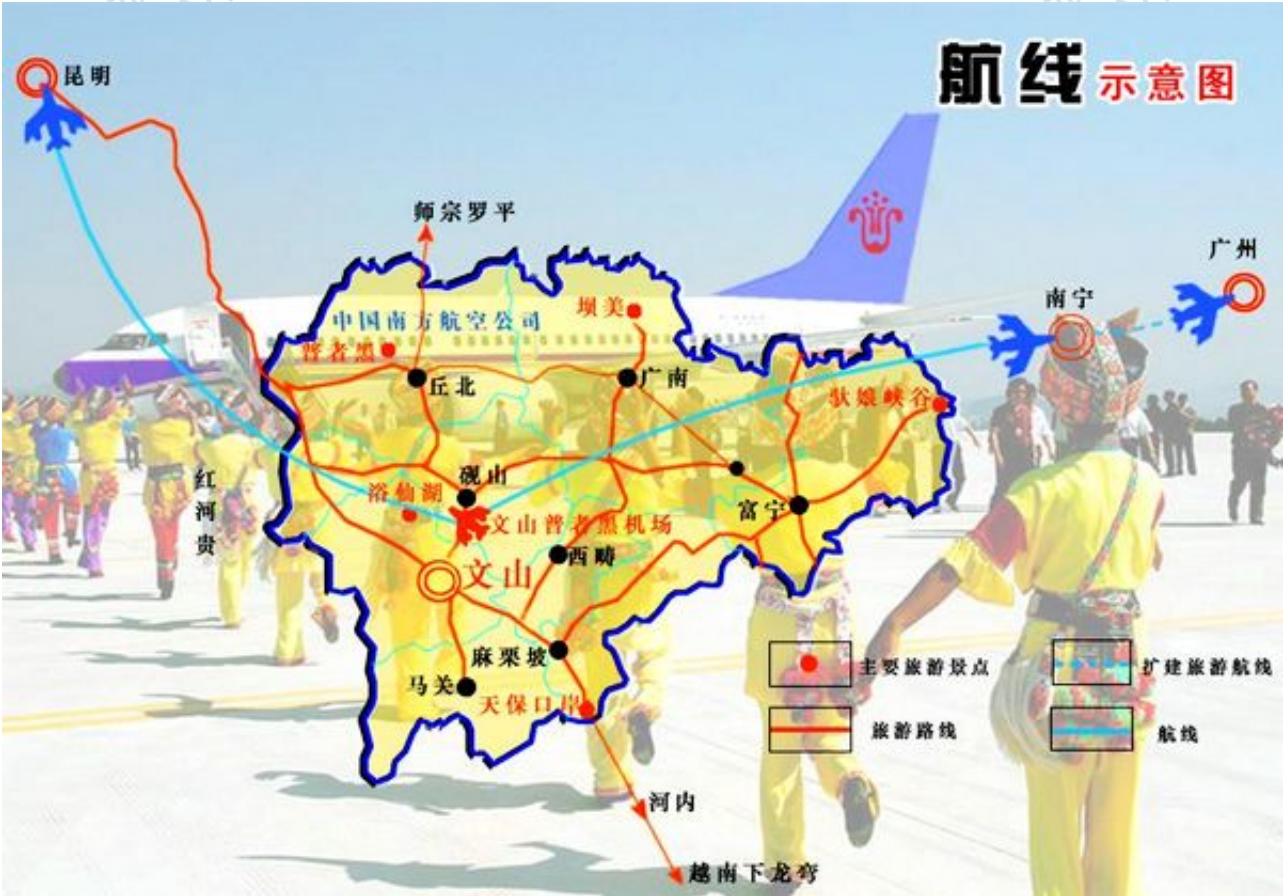 昆明
航线示意图
师宗罗平
广州
南宁
中国南方航空公司
坝美
普者黑
丘北
广南
驮娘峡谷
红河贵
砚山
浴仙湖
文山普者黑机场
富宁
西畴
文山
麻栗坡
马关
天保口岸
主要旅游景点
扩建旅游航线
旅游路线
航线
河内
越南下龙弯